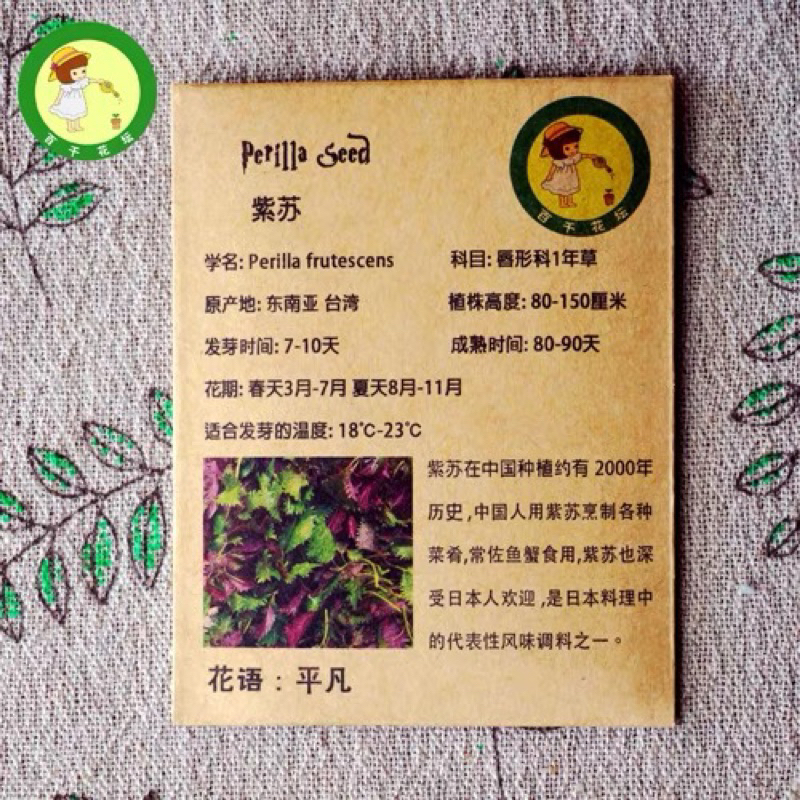 百千花坛
Perilla Seed
百千花坛
紫苏
学名: Perilla frutescens 科目: 唇形科1年草
原产地: 东南亚 台湾 植株高度: 80-150厘米
发芽时间: 7-10天 成熟时间: 80-90天
花期: 春天3月-7月 夏天8月-11月
适合发芽的温度: 18℃-23℃
紫苏在中国种植约有 2000年
历史,中国人用紫苏烹制各种
菜肴,常佐鱼蟹食用,紫苏也深
受日本人欢迎,是日本料理中
的代表性风味调料之一。
花语：平凡